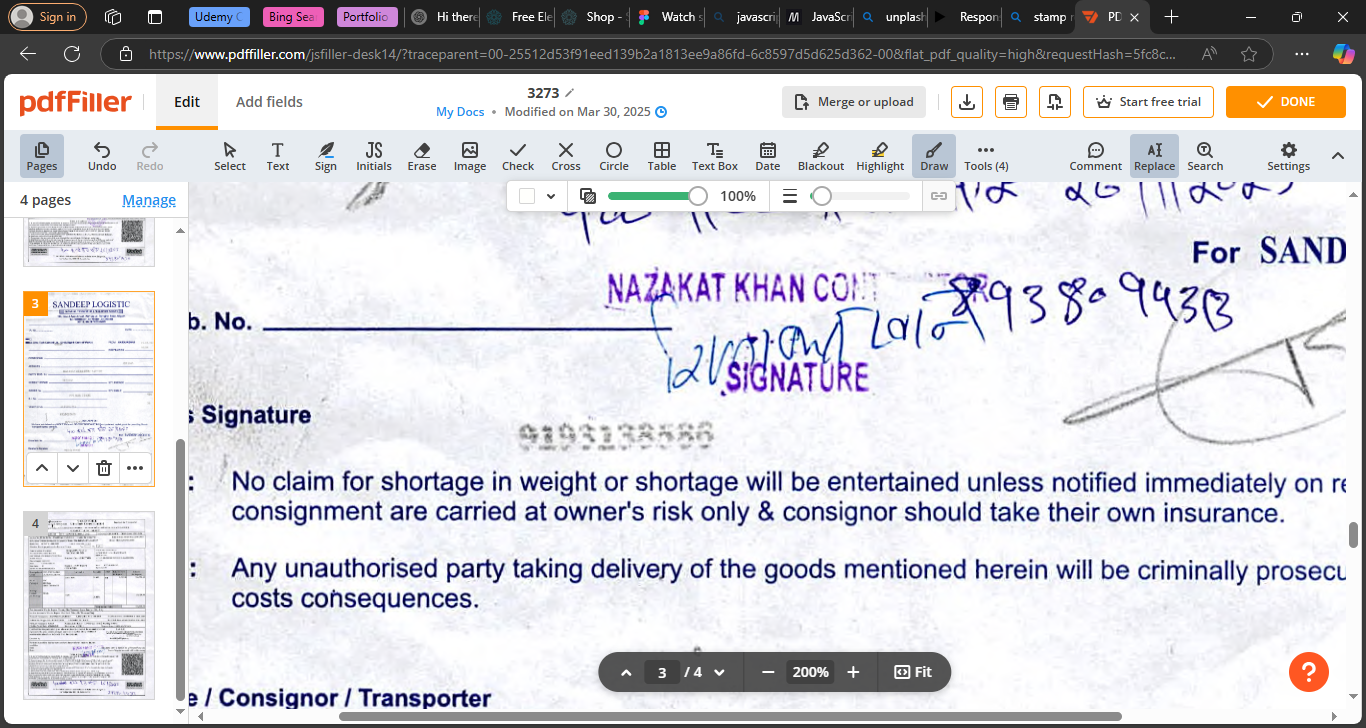 Sign in
Udemy C
Bing Sea
Portfolio
Hi there
Free Ele
Shop -
Watch s
javascri
JavaScri
unplash
Respon
stamp r
PD
https://www.pdffiller.com/jsfiller-desk14/?traceparent=00-25512d53f91eed139b2a1813ee9a86fd-6c8597d5d625d362-00&flat_pdf_quality=high&requestHash=5fc8c...
pdfFiller
Edit
Add fields
3273
My Docs • Modified on Mar 30, 2025
Merge or upload
Start free trial
DONE
Pages
Undo
Redo
Select
Text
Sign
Initials
Erase
Image
Check
Cross
Circle
Table
Text Box
Date
Blackout
Highlight
Draw
Tools (4)
Comment
Replace
Search
Settings
4 pages
Manage
100%
3
SANDEEP LOGISTIC
4
For SAND
NAZAKAT KHAN CONT TOR
b. No.
SIGNATURE
s Signature
: No claim for shortage in weight or shortage will be entertained unless notified immediately on re
consignment are carried at owner's risk only & consignor should take their own insurance.
: Any unauthorised party taking delivery of the goods mentioned herein will be criminally prosecu
costs consequences.
e / Consignor / Transporter
3 / 4
200%
Fit
?